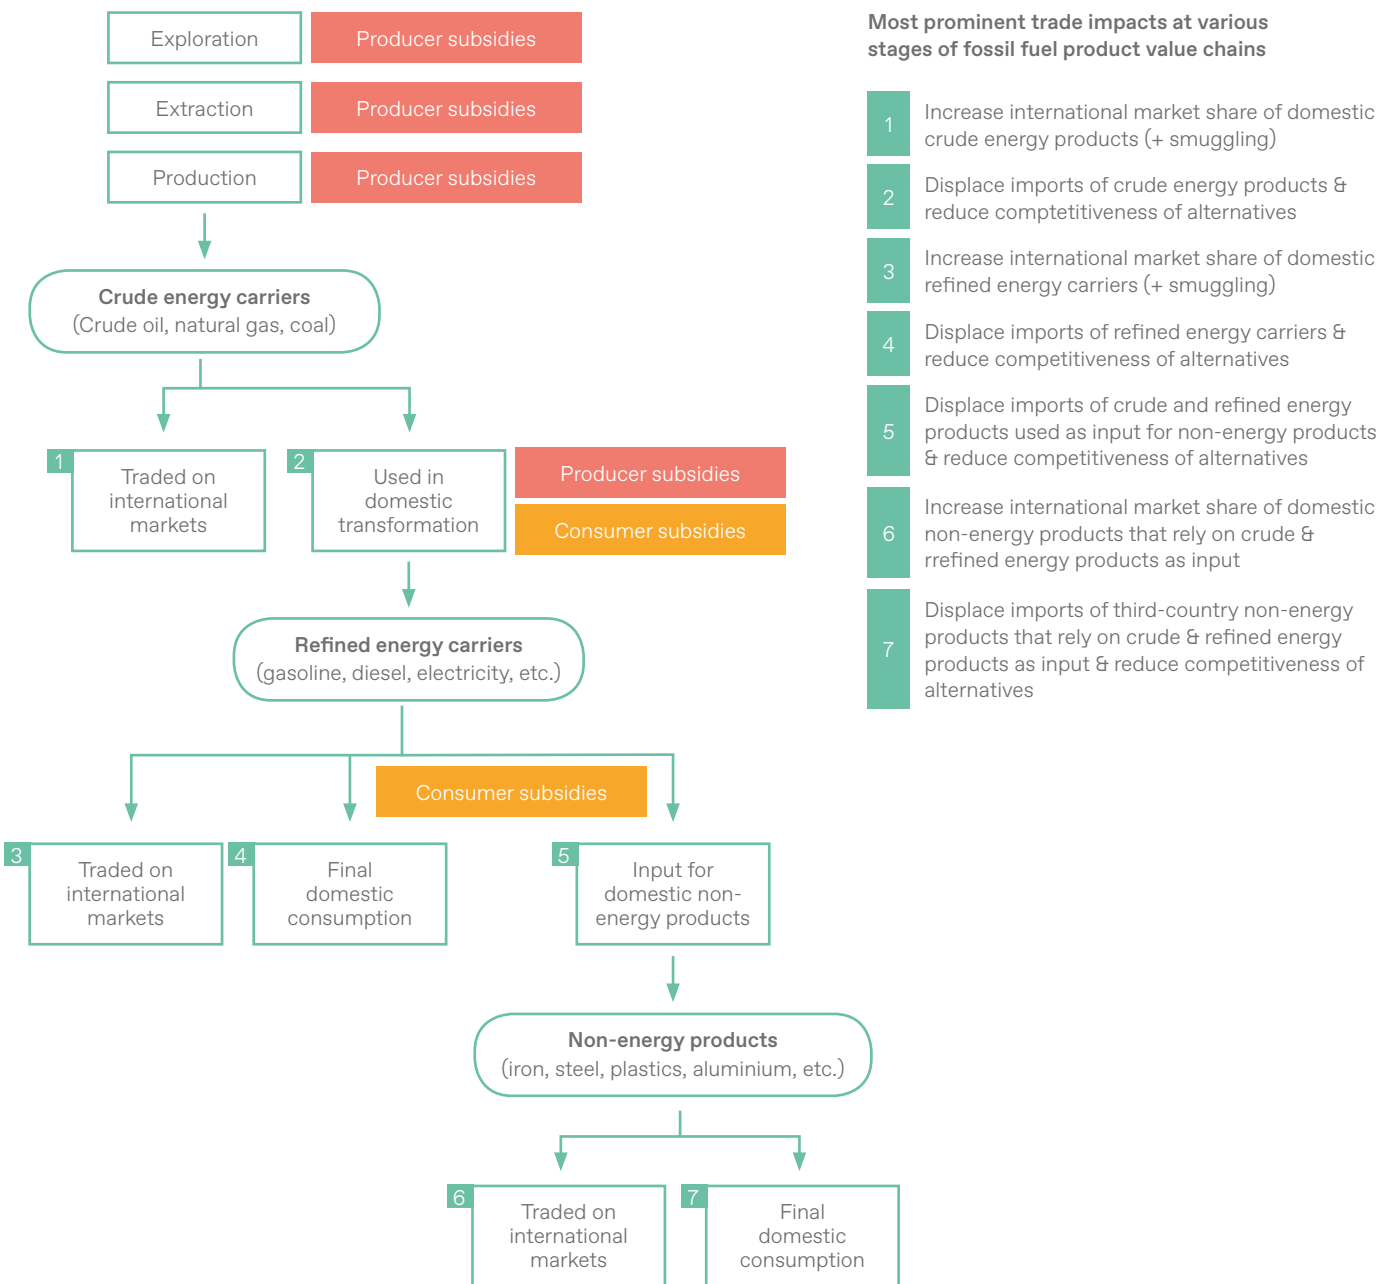 Exploration
Producer subsidies
Extraction
Producer subsidies
Production
Producer subsidies
Crude energy carriers
(Crude oil, natural gas, coal)
1
Traded on
international
markets
2
Used in
domestic
transformation
Producer subsidies
Consumer subsidies
Refined energy carriers
(gasoline, diesel, electricity, etc.)
Consumer subsidies
3
Traded on
international
markets
4
Final
domestic
consumption
5
Input for
domestic non-
energy products
Non-energy products
(iron, steel, plastics, aluminium, etc.)
6
Traded on
international
markets
7
Final
domestic
consumption
Most prominent trade impacts at various
stages of fossil fuel product value chains
1
Increase international market share of domestic
crude energy products (+ smuggling)
2
Displace imports of crude energy products &
reduce comptetitiveness of alternatives
3
Increase international market share of domestic
refined energy carriers (+ smuggling)
4
Displace imports of refined energy carriers &
reduce competitiveness of alternatives
5
Displace imports of crude and refined energy
products used as input for non-energy products
& reduce competitiveness of alternatives
6
Increase international market share of domestic
non-energy products that rely on crude &
rrefined energy products as input
7
Displace imports of third-country non-energy
products that rely on crude & refined energy
products as input & reduce competitiveness of
alternatives